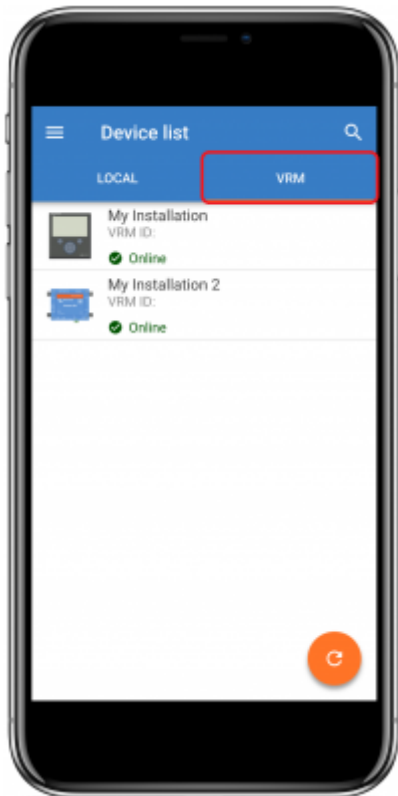 Device list
LOCAL
VRM
My Installation
VRM ID:
Online
My Installation 2
VRM ID:
Online